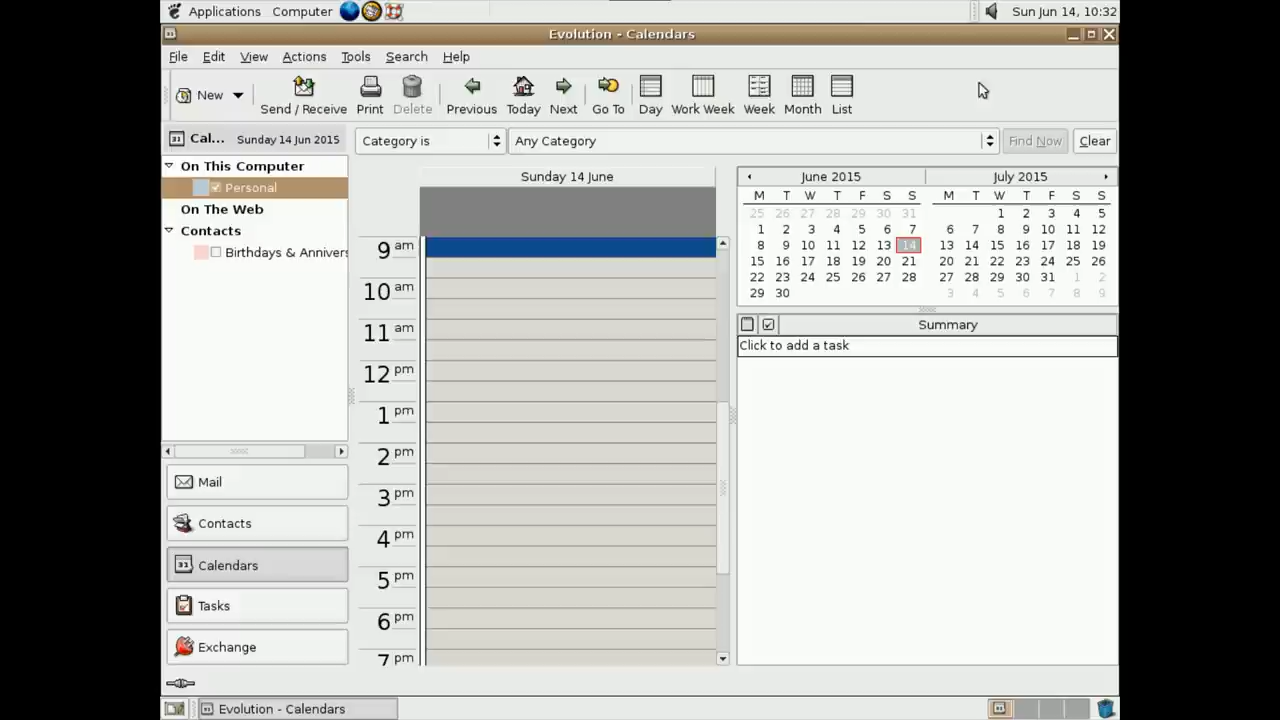 Applications Computer Sun Jun 14, 10:32
Evolution - Calendars
File Edit View Actions Tools Search Help
New Send / Receive Print Delete Previous Today Next Go To Day Work Week Week Month List
Cal... Sunday 14 Jun 2015 Category is Any Category Find Now Clear
On This Computer
Personal
On The Web
Contacts
Birthdays & Annivers
Mail
Contacts
31 Calendars
Tasks
Exchange
Sunday 14 June
9 am
10 am
11 am
12 pm
1 pm
2 pm
3 pm
4 pm
5 pm
6 pm
7 pm
June 2015
M T W T F S S
25 26 27 28 29 30 31
1 2 3 4 5 6 7
8 9 10 11 12 13 14
15 16 17 18 19 20 21
22 23 24 25 26 27 28
29 30
July 2015
M T W T F S S
1 2 3 4 5
6 7 8 9 10 11 12
13 14 15 16 17 18 19
20 21 22 23 24 25 26
27 28 29 30 31 1 2
3 4 5 6 7 8 9
Summary
Click to add a task
Evolution - Calendars